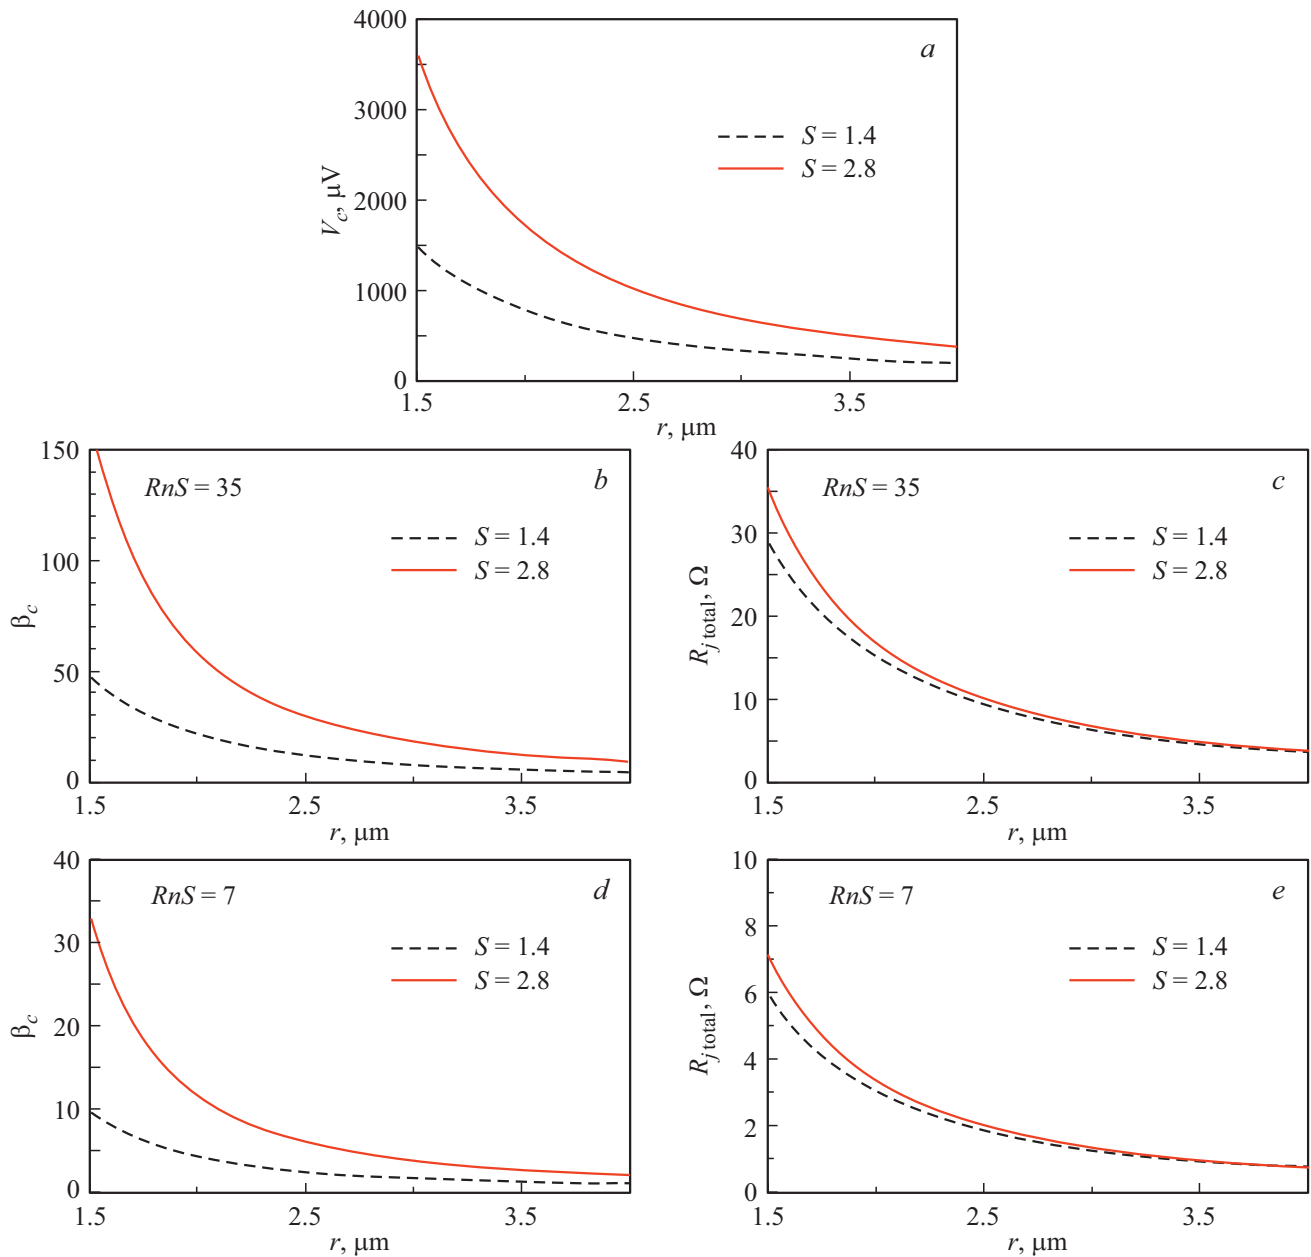 a
4000
3000
2000
1000
0
V_c, μV
S = 1.4
S = 2.8
1.5
2.5
3.5
r, μm
b
RnS = 35
150
100
50
0
β_c
S = 1.4
S = 2.8
1.5
2.5
3.5
r, μm
c
RnS = 35
40
30
20
10
0
R_{j total}, Ω
S = 1.4
S = 2.8
1.5
2.5
3.5
r, μm
d
RnS = 7
40
30
20
10
0
β_c
S = 1.4
S = 2.8
1.5
2.5
3.5
r, μm
e
RnS = 7
10
8
6
4
2
0
R_{j total}, Ω
S = 1.4
S = 2.8
1.5
2.5
3.5
r, μm